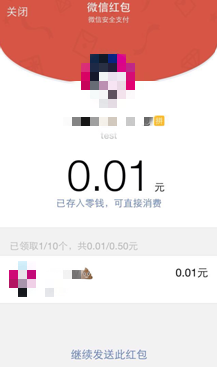 关闭
微信红包
微信安全支付
test
0.01 元
已存入零钱，可直接消费
已领取1/10个，共0.01/0.50元
0.01元
继续发送此红包